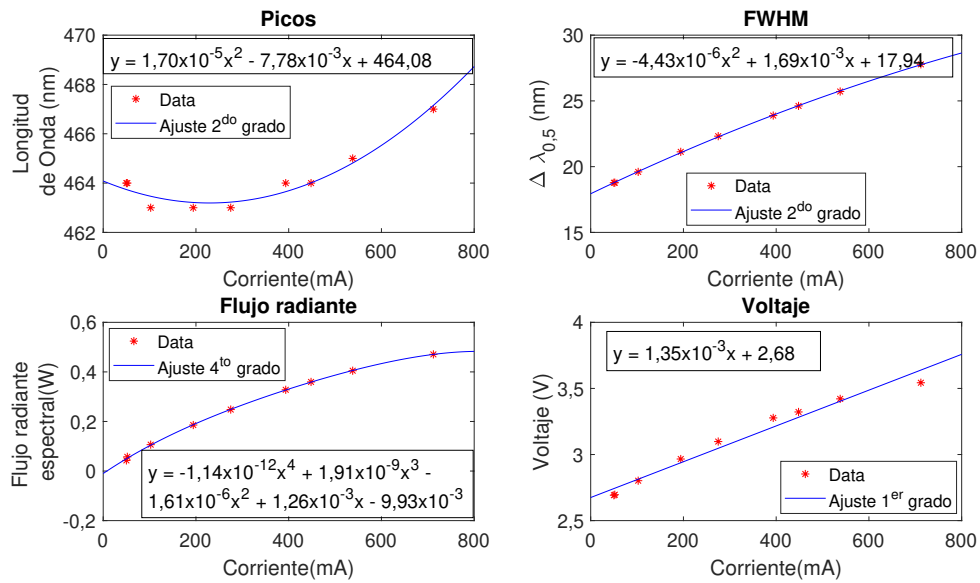 Picos
470
468
466
464
462
Longitud
de Onda (nm)
y = 1,70x10⁻⁵x² - 7,78x10⁻³x + 464,08
Data
Ajuste 2ᵈᵒ grado
0 200 400 600 800
Corriente(mA)
FWHM
30
25
20
15
Δ λ₀,₅ (nm)
y = -4,43x10⁻⁶x² + 1,69x10⁻³x + 17,94
Data
Ajuste 2ᵈᵒ grado
0 200 400 600 800
Corriente (mA)
Flujo radiante
0,6
0,4
0,2
0
-0,2
Flujo radiante
espectral(W)
Data
Ajuste 4ᵗᵒ grado
y = -1,14x10⁻¹²x⁴ + 1,91x10⁻⁹x³ -
1,61x10⁻⁶x² + 1,26x10⁻³x - 9,93x10⁻³
0 200 400 600 800
Corriente(mA)
Voltaje
4
3,5
3
2,5
Voltaje (V)
y = 1,35x10⁻³x + 2,68
Data
Ajuste 1ᵉʳ grado
0 200 400 600 800
Corriente(mA)